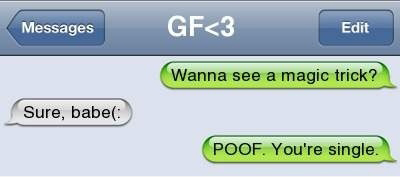 Messages
GF<3
Edit
Wanna see a magic trick?
Sure, babe(:
POOF. You're single.